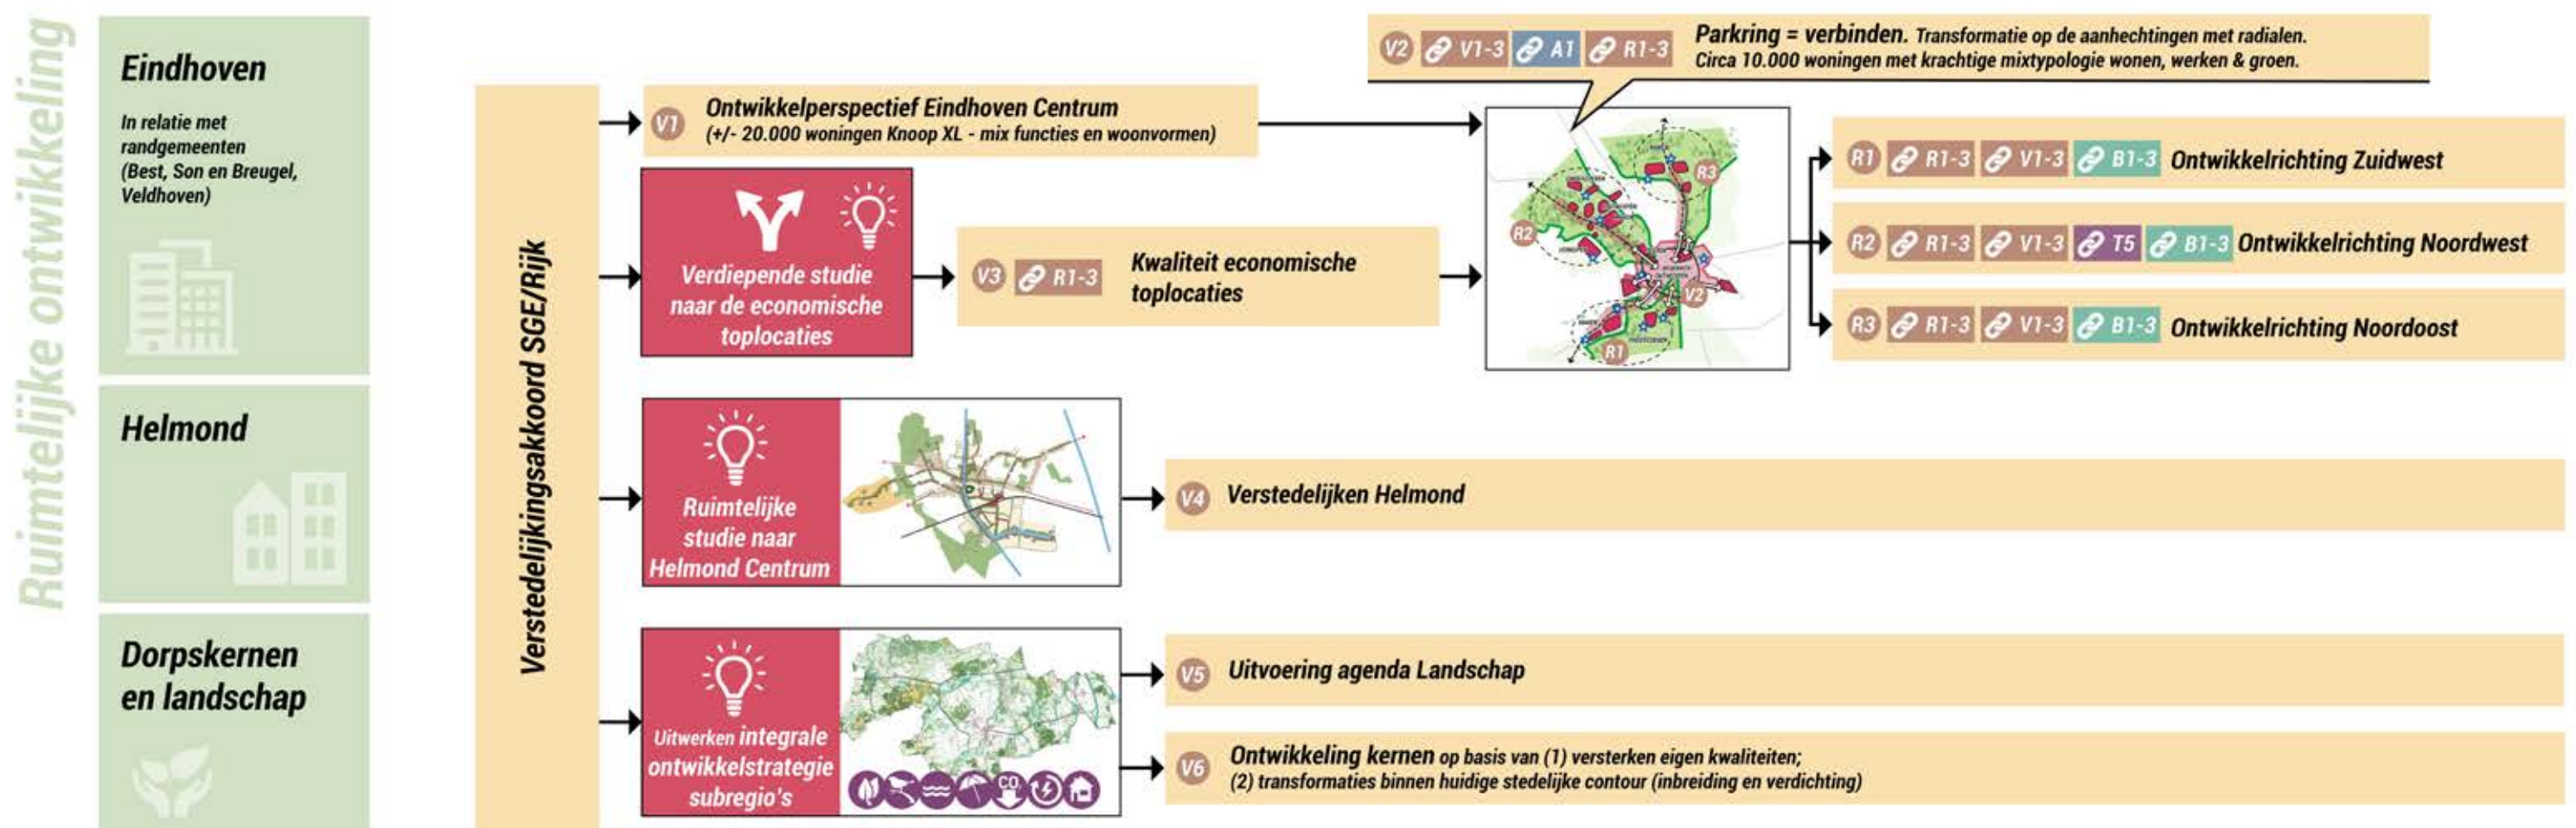 Ruimtelijke ontwikkeling
Eindhoven
In relatie met
randgemeenten
(Best, Son en Breugel,
Veldhoven)
Helmond
Dorpskernen
en landschap
Verstedelijkingsakkoord SGE/Rijk
V1
Ontwikkelperspectief Eindhoven Centrum
(+/- 20.000 woningen Knoop XL - mix functies en woonvormen)
Verdiepende studie
naar de economische
toplocaties
V3 R1-3
Kwaliteit economische
toplocaties
V2 V1-3 A1 R1-3
Parkring = verbinden. Transformatie op de aanhechtingen met radialen.
Circa 10.000 woningen met krachtige mixtypologie wonen, werken & groen.
R3
R2
V2
R1
R1 R1-3 V1-3 B1-3 Ontwikkelrichting Zuidwest
R2 R1-3 V1-3 T5 B1-3 Ontwikkelrichting Noordwest
R3 R1-3 V1-3 B1-3 Ontwikkelrichting Noordoost
Ruimtelijke
studie naar
Helmond Centrum
V4 Verstedelijken Helmond
Uitwerken integrale
ontwikkelstrategie
subregio's
CO
V5 Uitvoering agenda Landschap
V6
Ontwikkeling kernen op basis van (1) versterken eigen kwaliteiten;
(2) transformaties binnen huidige stedelijke contour (inbreiding en verdichting)